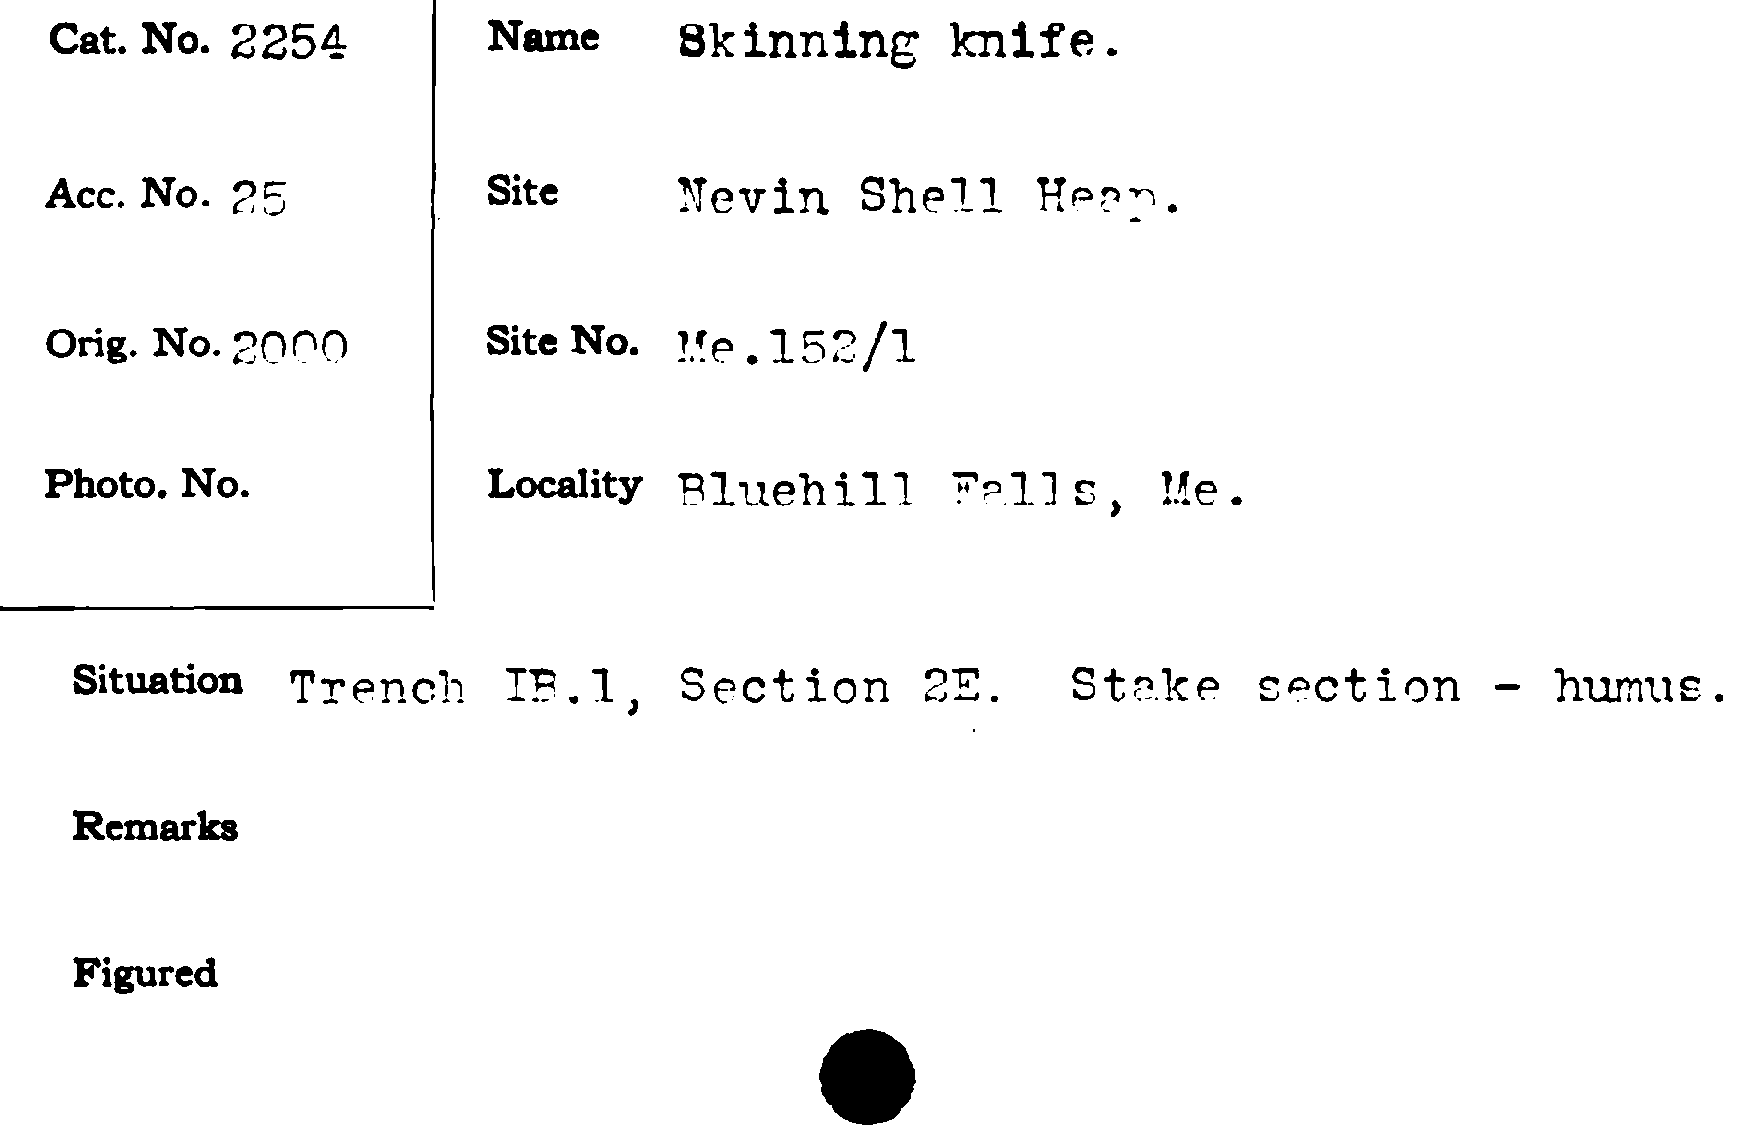 Cat. No. 2254
Name Skinning knife.
Acc. No. 25
Site Nevin Shell Heap.
Orig. No. 2000
Site No. Me.152/1
Photo. No.
Locality Bluehill Falls, Me.
Situation Trench IB.1, Section 2E. Stake section - humus.
Remarks
Figured